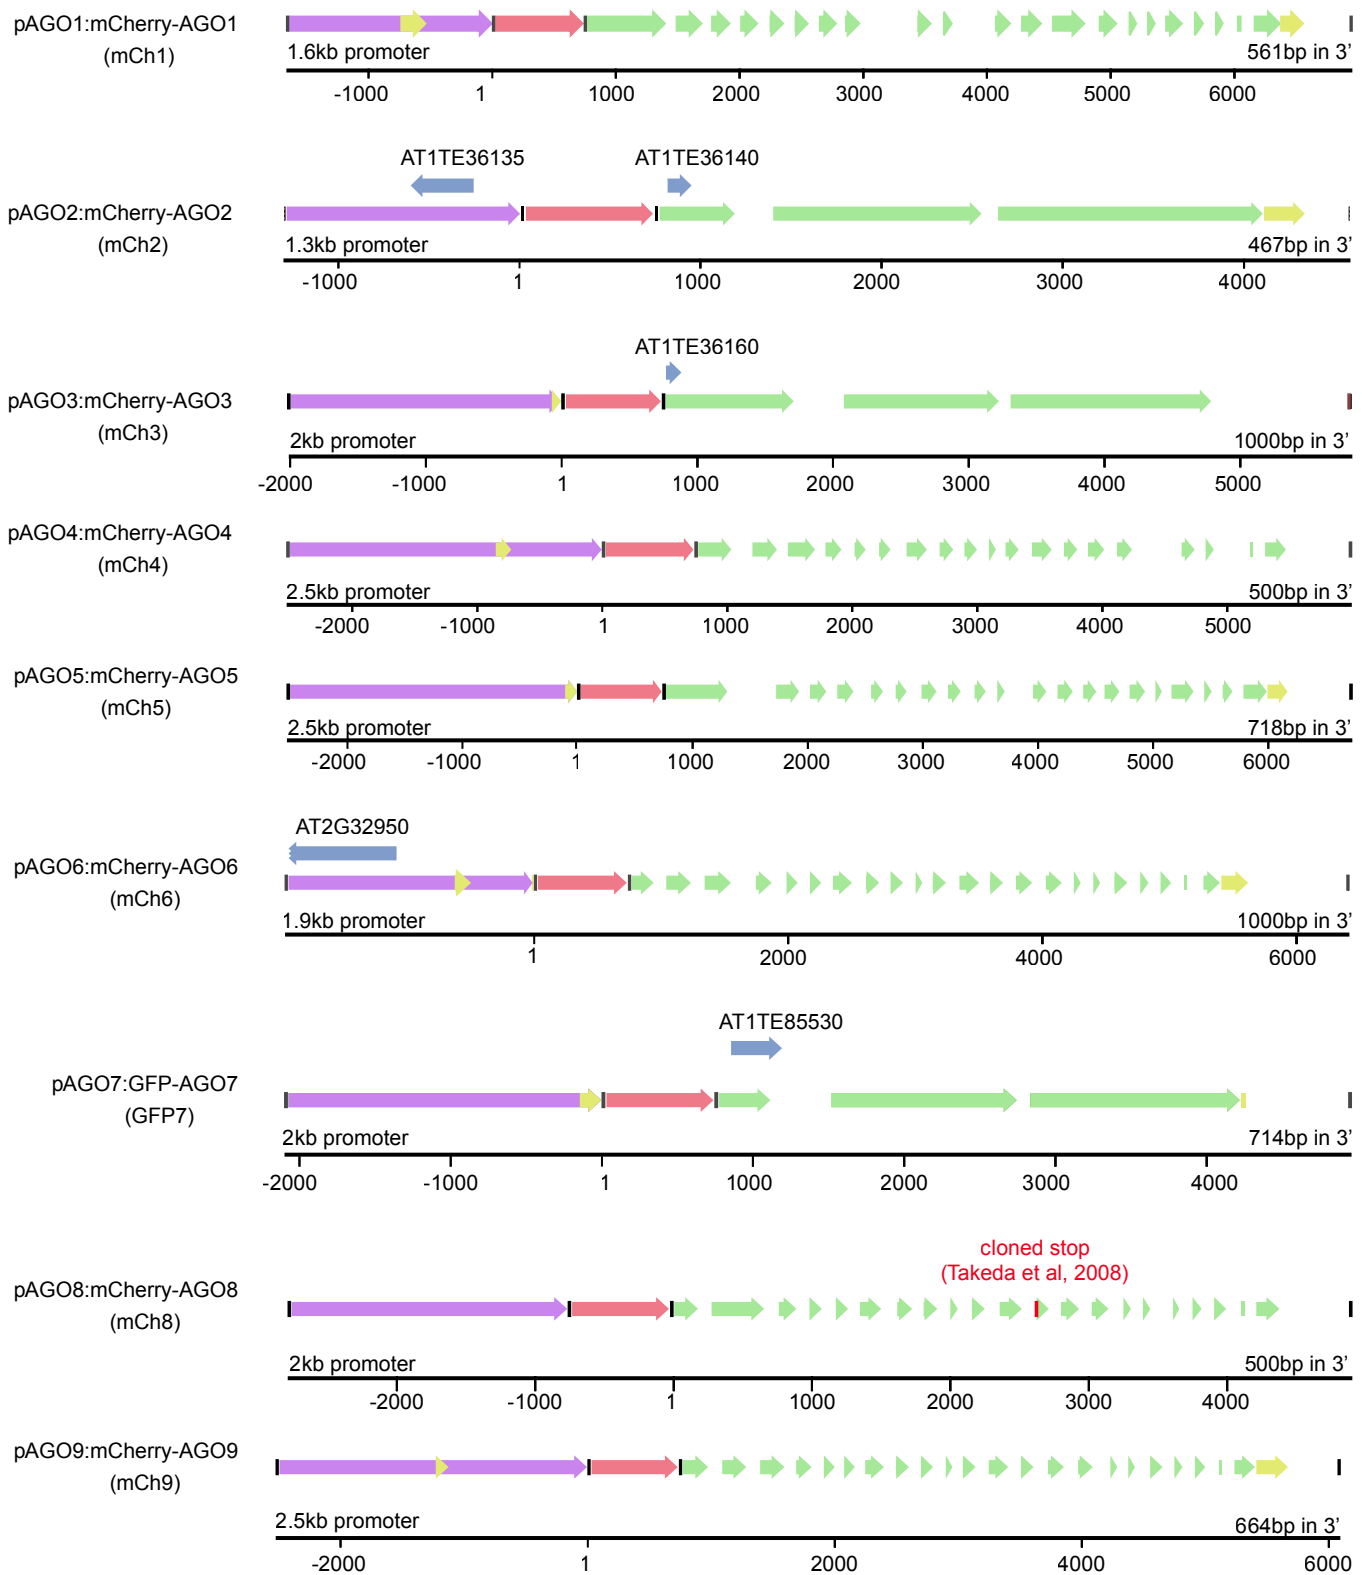 pAGO1:mCherry-AGO1
(mCh1)
1.6kb promoter
561bp in 3’
-1000 1 1000 2000 3000 4000 5000 6000
AT1TE36135 AT1TE36140
pAGO2:mCherry-AGO2
(mCh2)
1.3kb promoter
467bp in 3’
-1000 1 1000 2000 3000 4000
AT1TE36160
pAGO3:mCherry-AGO3
(mCh3)
2kb promoter
1000bp in 3’
-2000 -1000 1 1000 2000 3000 4000 5000
pAGO4:mCherry-AGO4
(mCh4)
2.5kb promoter
500bp in 3’
-2000 -1000 1 1000 2000 3000 4000 5000
pAGO5:mCherry-AGO5
(mCh5)
2.5kb promoter
718bp in 3’
-2000 -1000 1 1000 2000 3000 4000 5000 6000
AT2G32950
pAGO6:mCherry-AGO6
(mCh6)
1.9kb promoter
1000bp in 3’
1 2000 4000 6000
AT1TE85530
pAGO7:GFP-AGO7
(GFP7)
2kb promoter
714bp in 3’
-2000 -1000 1 1000 2000 3000 4000
cloned stop
(Takeda et al, 2008)
pAGO8:mCherry-AGO8
(mCh8)
2kb promoter
500bp in 3’
-2000 -1000 1 1000 2000 3000 4000
pAGO9:mCherry-AGO9
(mCh9)
2.5kb promoter
664bp in 3’
-2000 1 2000 4000 6000